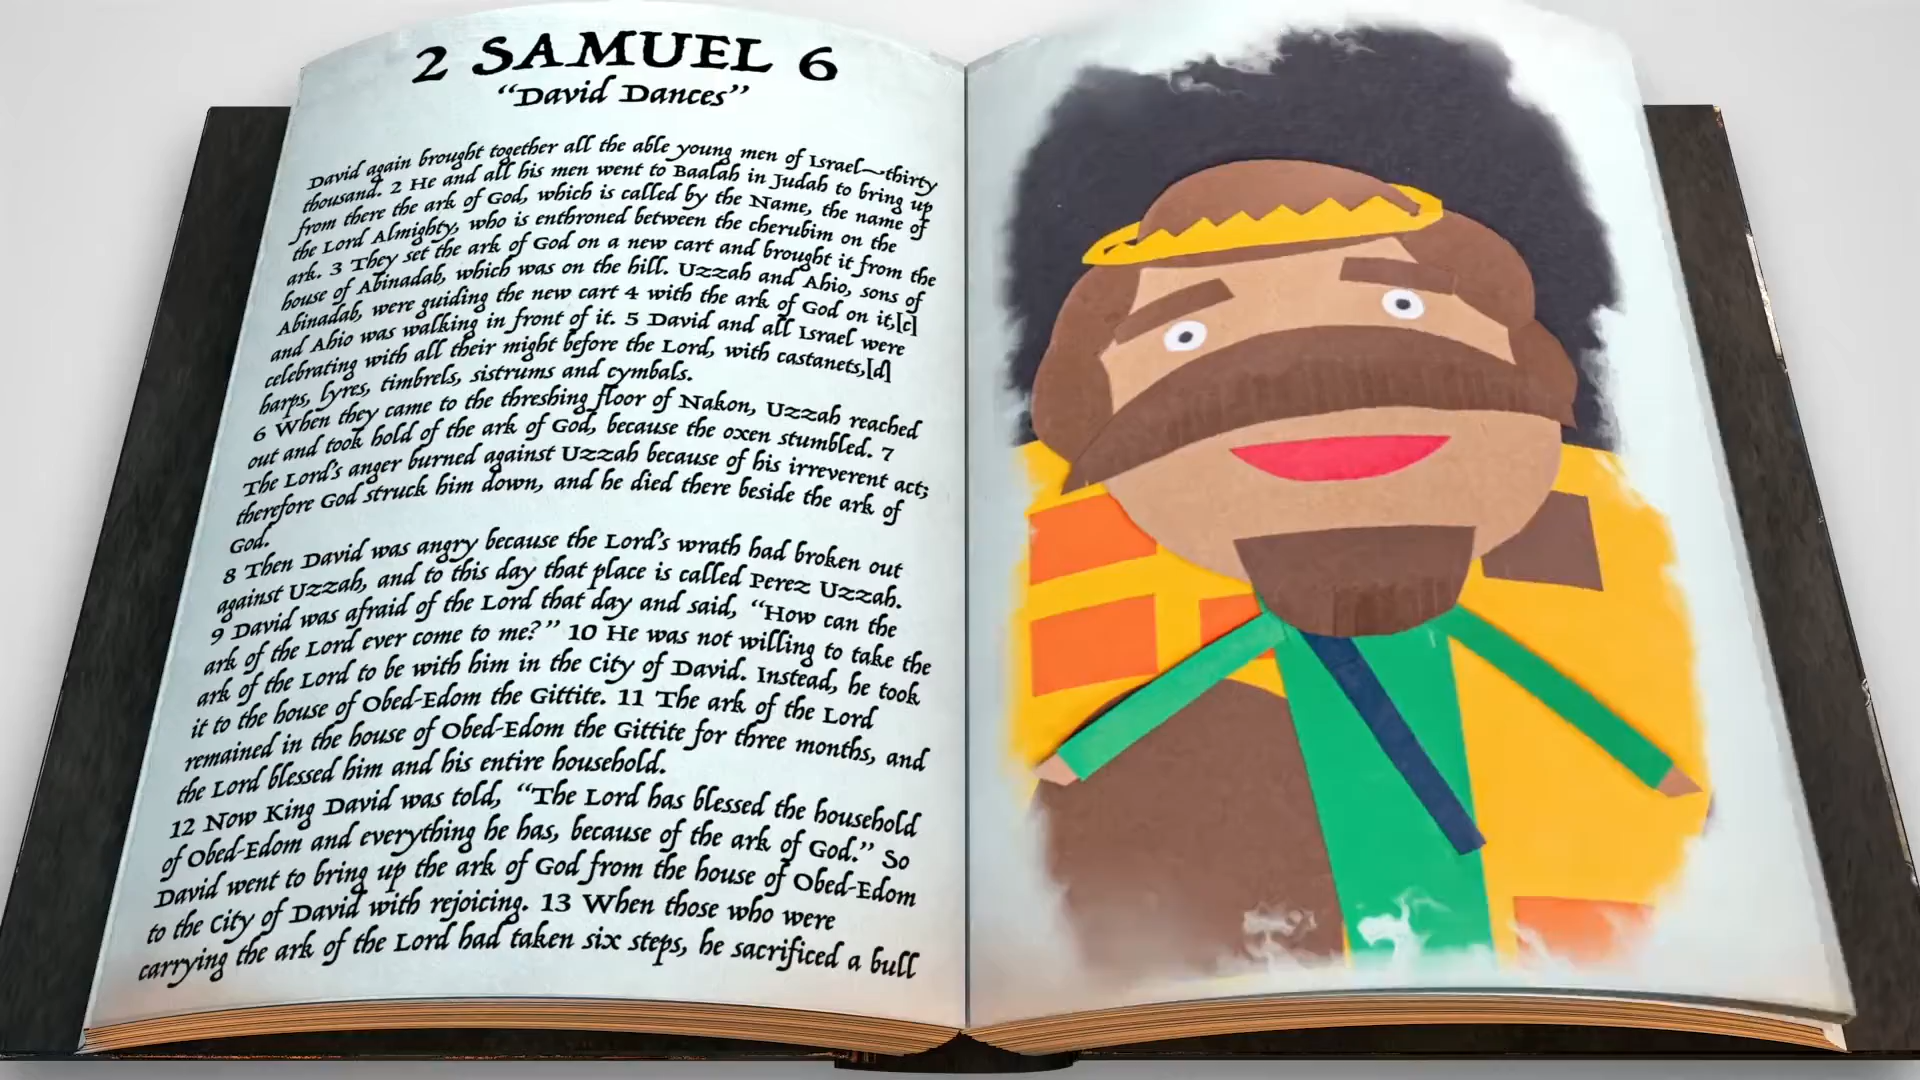 2 SAMUEL 6
“David Dances”
David again brought together all the able young men of Israel—thirty
thousand. 2 He and all his men went to Baalah in Judah to bring up
from there the ark of God, which is called by the Name, the name of
the Lord Almighty, who is enthroned between the cherubim on the
ark. 3 They set the ark of God on a new cart and brought it from the
house of Abinadab, which was on the hill. Uzzah and Ahio, sons of
Abinadab, were guiding the new cart 4 with the ark of God on it,[c]
and Ahio was walking in front of it. 5 David and all Israel were
celebrating with all their might before the Lord, with castanets,[d]
harps, lyres, timbrels, sistrums and cymbals.
6 When they came to the threshing floor of Nakon, Uzzah reached
out and took hold of the ark of God, because the oxen stumbled. 7
The Lord’s anger burned against Uzzah because of his irreverent act;
therefore God struck him down, and he died there beside the ark of
God.
8 Then David was angry because the Lord’s wrath had broken out
against Uzzah, and to this day that place is called Perez Uzzah.
9 David was afraid of the Lord that day and said, “How can the
ark of the Lord ever come to me?” 10 He was not willing to take the
ark of the Lord to be with him in the City of David. Instead, he took
it to the house of Obed-Edom the Gittite. 11 The ark of the Lord
remained in the house of Obed-Edom the Gittite for three months, and
the Lord blessed him and his entire household.
12 Now King David was told, “The Lord has blessed the household
of Obed-Edom and everything he has, because of the ark of God.” So
David went to bring up the ark of God from the house of Obed-Edom
to the City of David with rejoicing. 13 When those who were
carrying the ark of the Lord had taken six steps, he sacrificed a bull